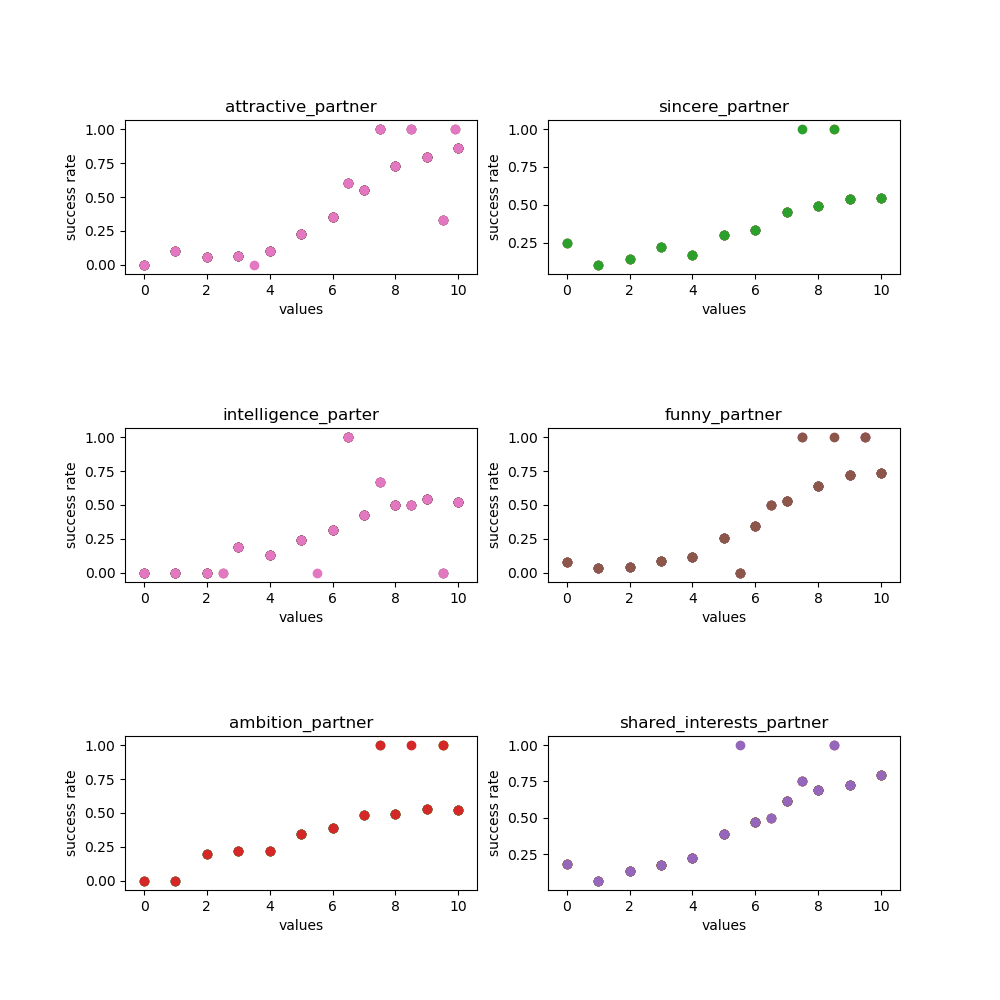 attractive_partner
1.00
0.75
0.50
0.25
0.00
success rate
0 2 4 6 8 10
values
sincere_partner
1.00
0.75
0.50
0.25
success rate
0 2 4 6 8 10
values
intelligence_parter
1.00
0.75
0.50
0.25
0.00
success rate
0 2 4 6 8 10
values
funny_partner
1.00
0.75
0.50
0.25
0.00
success rate
0 2 4 6 8 10
values
ambition_partner
1.00
0.75
0.50
0.25
0.00
success rate
0 2 4 6 8 10
values
shared_interests_partner
1.00
0.75
0.50
0.25
success rate
0 2 4 6 8 10
values